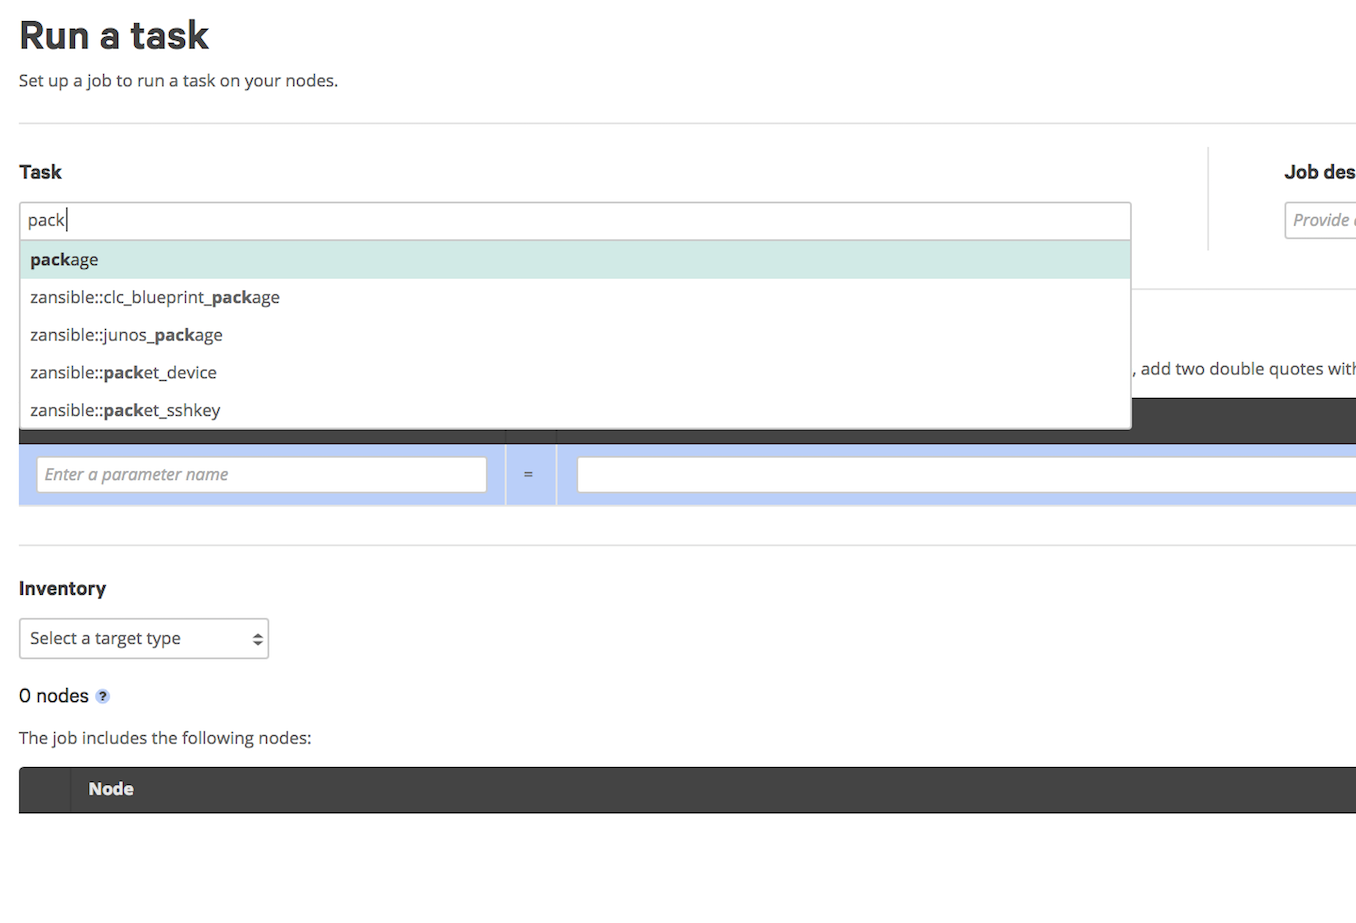 Run a task
Set up a job to run a task on your nodes.
Task
Job des
pack
Provide
package
zansible::clc_blueprint_package
zansible::junos_package
zansible::packet_device
zansible::packet_sshkey
, add two double quotes with
Enter a parameter name
=
Inventory
Select a target type
0 nodes ?
The job includes the following nodes:
Node